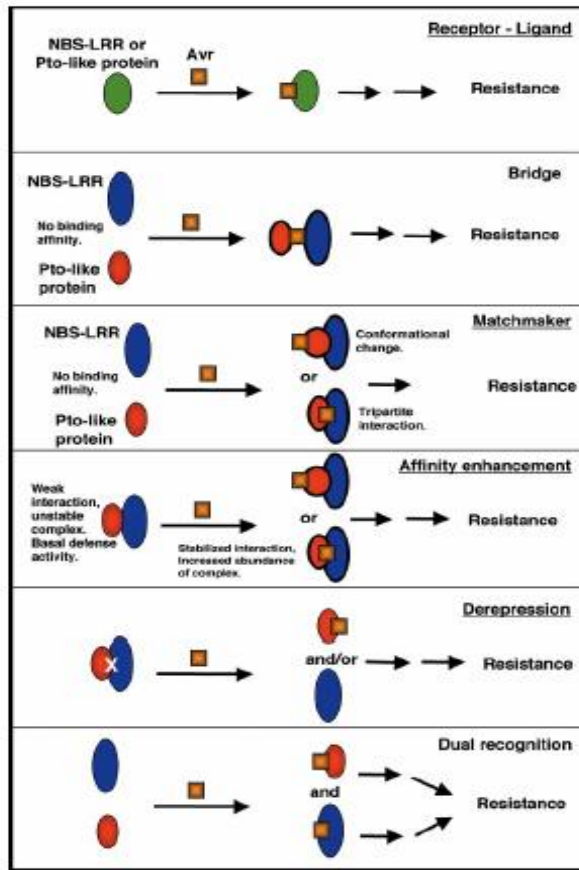 Receptor - Ligand
NBS-LRR or
Pto-like protein
Avr
Resistance
Bridge
NBS-LRR
No binding
affinity.
Pto-like
protein
Resistance
Matchmaker
NBS-LRR
No binding
affinity.
Pto-like
protein
Conformational
change.
or
Tripartite
interaction.
Resistance
Affinity enhancement
Weak
interaction,
unstable
complex.
Basal defense
activity.
Stabilized interaction,
Increased abundance
of complex.
or
Resistance
Derepression
X
and/or
Resistance
Dual recognition
and
Resistance